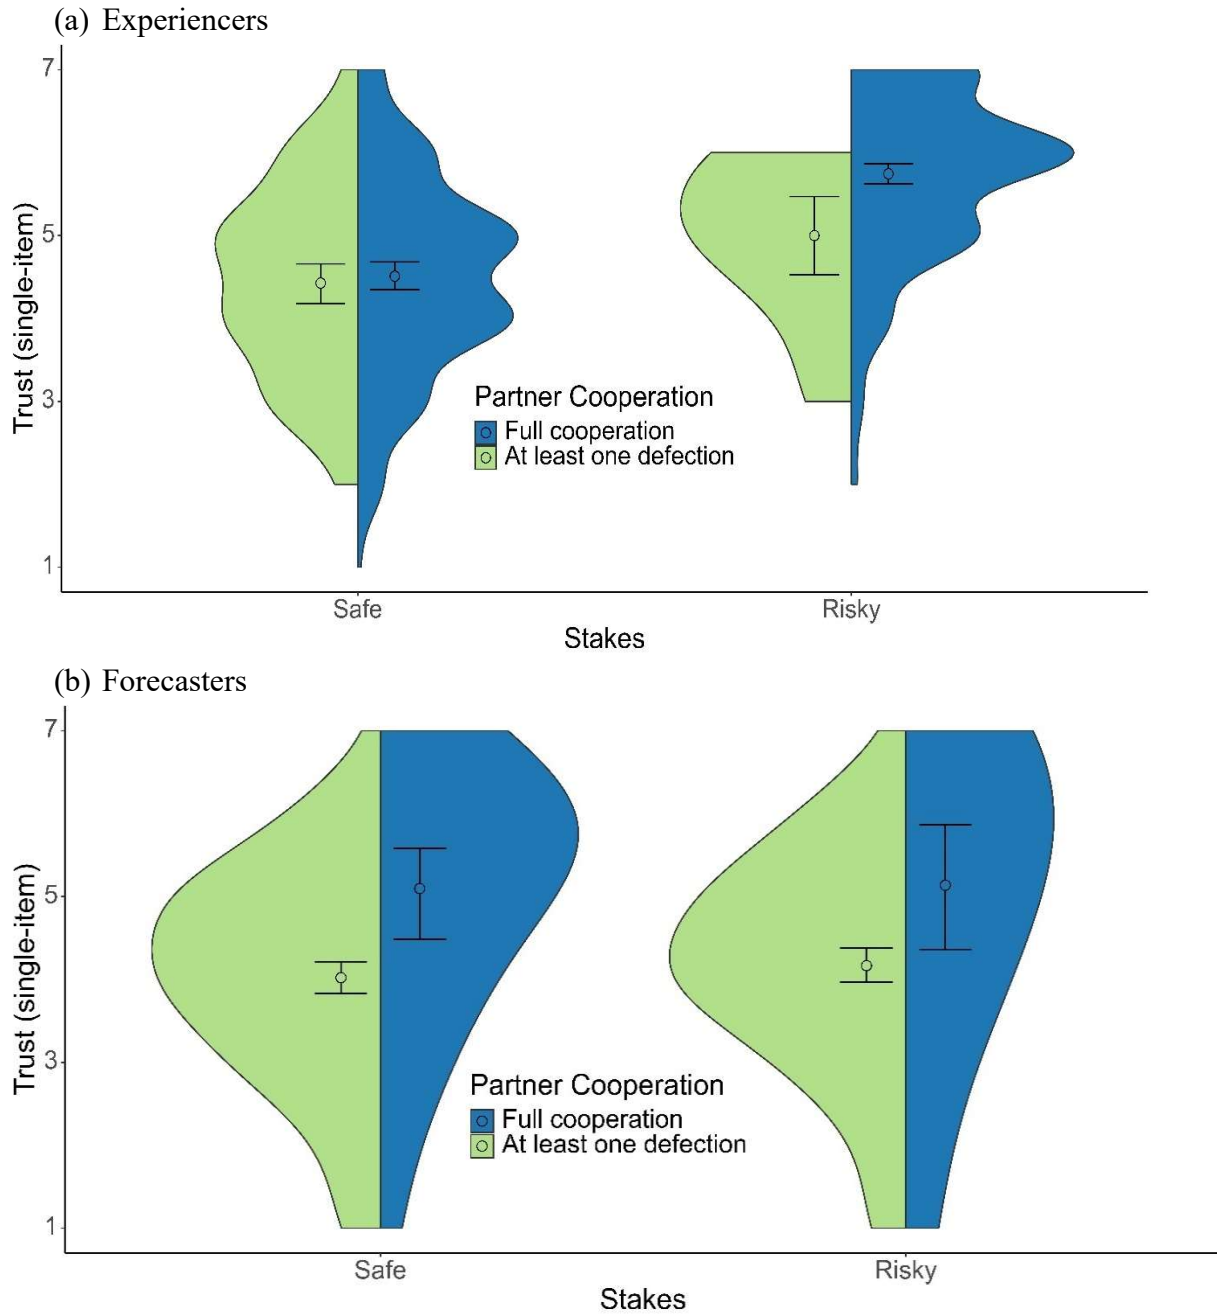 (a) Experiencers
7
5
3
1
Trust (single-item)
Partner Cooperation
Full cooperation
At least one defection
Safe
Risky
Stakes
(b) Forecasters
7
5
3
1
Trust (single-item)
Partner Cooperation
Full cooperation
At least one defection
Safe
Risky
Stakes